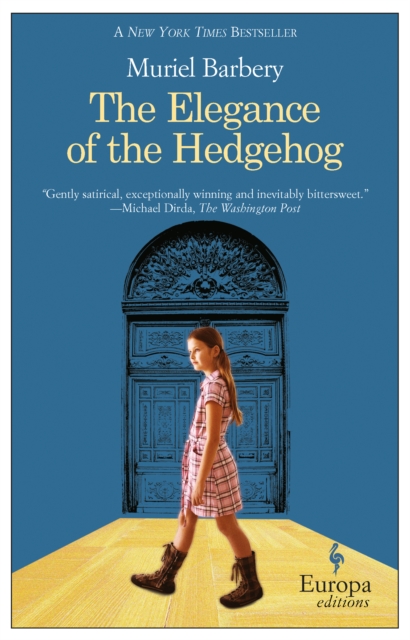 A NEW YORK TIMES BESTSELLER
Muriel Barbery
The Elegance
of the Hedgehog
“Gently satirical, exceptionally winning and inevitably bittersweet.”
—Michael Dirda, The Washington Post
Europa
editions